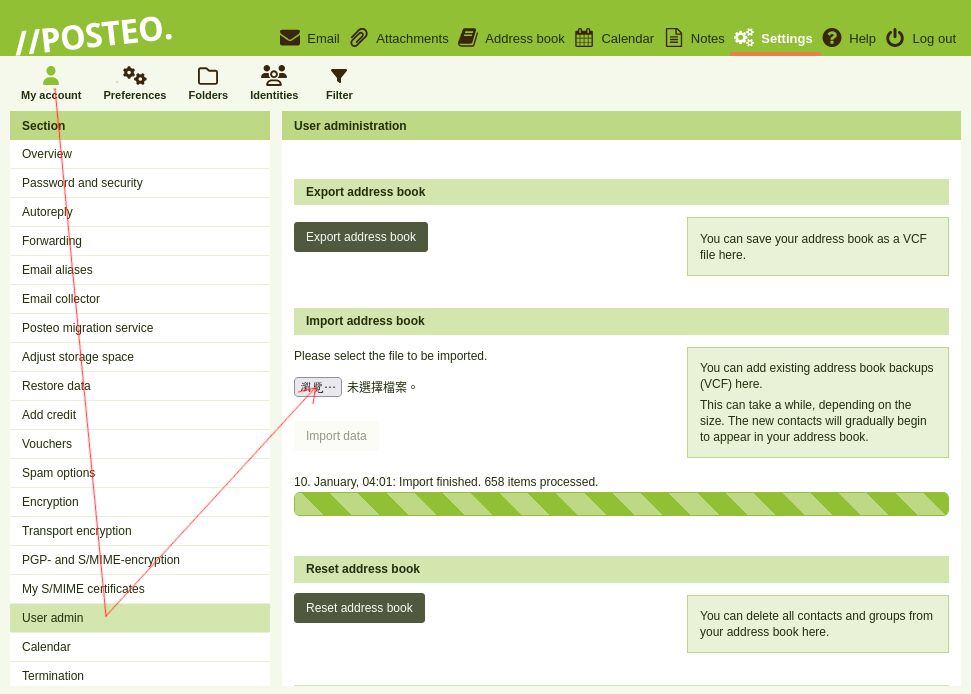 //POSTEO.
Email Attachments Address book Calendar Notes Settings Help Log out
My account Preferences Folders Identities Filter
Section
Overview
Password and security
Autoreply
Forwarding
Email aliases
Email collector
Posteo migration service
Adjust storage space
Restore data
Add credit
Vouchers
Spam options
Encryption
Transport encryption
PGP- and S/MIME-encryption
My S/MIME certificates
User admin
Calendar
Termination
User administration
Export address book
Export address book
You can save your address book as a VCF
file here.
Import address book
Please select the file to be imported.
瀏覽… 未選擇檔案。
Import data
You can add existing address book backups
(VCF) here.
This can take a while, depending on the
size. The new contacts will gradually begin
to appear in your address book.
10. January, 04:01: Import finished. 658 items processed.
Reset address book
Reset address book
You can delete all contacts and groups from
your address book here.